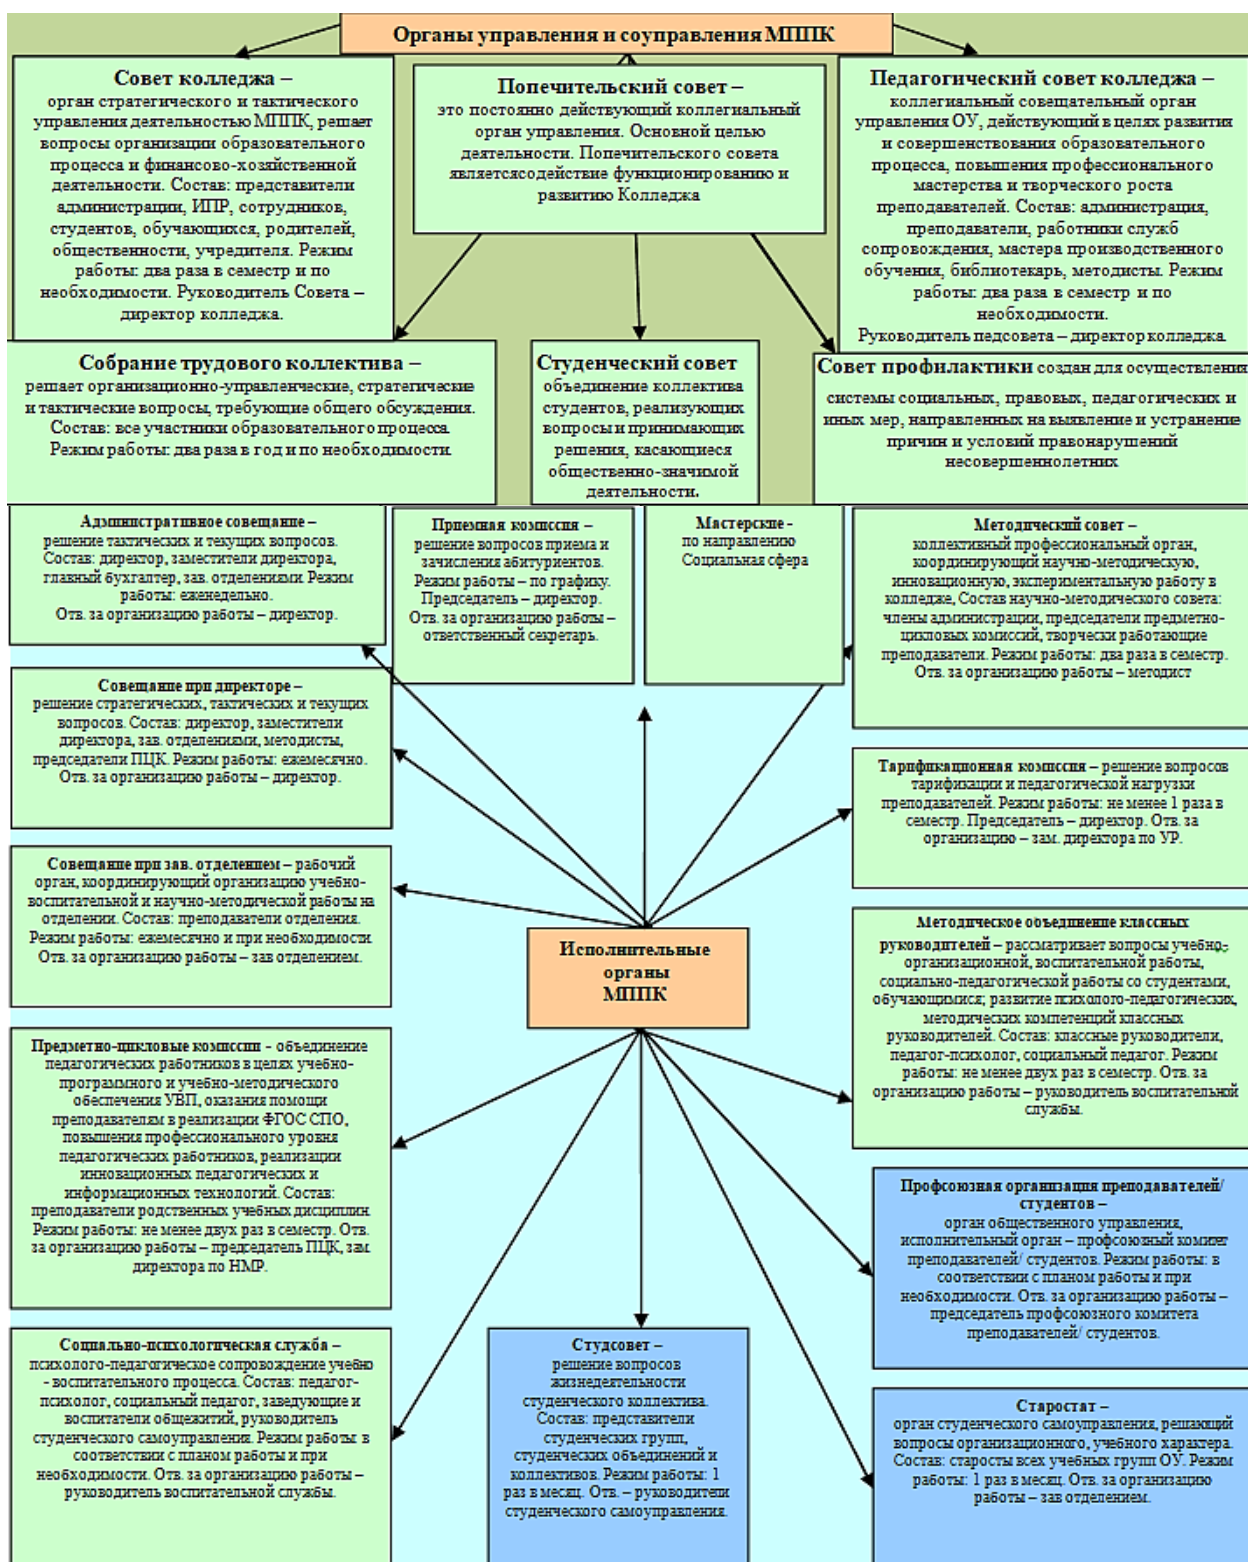 Органы управления и соуправления МППК
Совет колледжа –
орган стратегического и тактического
управления деятельностью МППК, решает
вопросы организации образовательного
процесса и финансово-хозяйственной
деятельности. Состав: представители
администрации, ИПР, сотрудников,
студентов, обучающихся, родителей,
общественности, учредителя. Режим
работы: два раза в семестр и по
необходимости. Руководитель Совета –
директор колледжа.
Попечительский совет –
это постоянно действующий коллегиальный
орган управления. Основной целью
деятельности. Попечительского совета
являетсясодействие функционированию и
развитию Колледжа
Педагогический совет колледжа –
коллегиальный совещательный орган
управления ОУ, действующий в целях развития
и совершенствования образовательного
процесса, повышения профессионального
мастерства и творческого роста
преподавателей. Состав: администрация,
преподаватели, работники служб
сопровождения, мастера производственного
обучения, библиотекарь, методисты. Режим
работы: два раза в семестр и по
необходимости.
Руководитель педсовета – директор колледжа.
Собрание трудового коллектива –
решает организационно-управленческие, стратегические
и тактические вопросы, требующие общего обсуждения.
Состав: все участники образовательного процесса.
Режим работы: два раза в год и по необходимости.
Студенческий совет
объединение коллектива
студентов, реализующих
вопросы и принимающих
решения, касающиеся
общественно-значимой
деятельности.
Совет профилактики создан для осуществления
системы социальных, правовых, педагогических и
иных мер, направленных на выявление и устранение
причин и условий правонарушений
несовершеннолетних
Административное совещание –
решение тактических и текущих вопросов.
Состав: директор, заместители директора,
главный бухгалтер, зав. отделениями. Режим
работы: еженедельно.
Отв. за организацию работы – директор.
Приемная комиссия –
решение вопросов приема и
зачисления абитуриентов.
Режим работы – по графику.
Председатель – директор.
Отв. за организацию работы –
ответственный секретарь.
Мастерские -
по направлению
Социальная сфера
Методический совет –
коллективный профессиональный орган,
координирующий научно-методическую,
инновационную, экспериментальную работу в
колледже, Состав научно-методического совета:
члены администрации, председатели предметно-
цикловых комиссий, творчески работающие
преподаватели. Режим работы: два раза в семестр.
Отв. за организацию работы – методист
Совещание при директоре –
решение стратегических, тактических и текущих
вопросов. Состав: директор, заместители
директора, зав. отделениями, методисты,
председатели ПЦК. Режим работы: ежемесячно.
Отв. за организацию работы – директор.
Тарификационная комиссия – решение вопросов
тарификации и педагогической нагрузки
преподавателей. Режим работы: не менее 1 раза в
семестр. Председатель – директор. Отв. за
организацию – зам. директора по УР.
Совещание при зав. отделением – рабочий
орган, координирующий организацию учебно-
воспитательной и научно-методической работы на
отделении. Состав: преподаватели отделения.
Режим работы: ежемесячно и при необходимости.
Отв. за организацию работы – зав отделением.
Исполнительные
органы
МППК
Методическое объединение классных
руководителей – рассматривает вопросы учебно-
организационной, воспитательной работы,
социально-педагогической работы со студентами,
обучающимися; развитие психолого-педагогических,
методических компетенций классных
руководителей. Состав: классные руководители,
педагог-психолог, социальный педагог. Режим
работы: не менее двух раз в семестр. Отв. за
организацию работы – руководитель воспитательной
службы.
Предметно-цикловые комиссии - объединение
педагогических работников в целях учебно-
программного и учебно-методического
обеспечения УВП, оказания помощи
преподавателям в реализации ФГОС СПО,
повышения профессионального уровня
педагогических работников, реализации
инновационных педагогических и
информационных технологий. Состав:
преподаватели родственных учебных дисциплин.
Режим работы: не менее двух раз в семестр. Отв.
за организацию работы – председатель ПЦК, зам.
директора по НМР.
Профсоюзная организация преподавателей/
студентов –
орган общественного управления,
исполнительный орган – профсоюзный комитет
преподавателей/ студентов. Режим работы: в
соответствии с планом работы и при
необходимости. Отв. за организацию работы –
председатель профсоюзного комитета
преподавателей/ студентов.
Социально-психологическая служба –
психолого-педагогическое сопровождение учебно
- воспитательного процесса. Состав: педагог-
психолог, социальный педагог, заведующие и
воспитатели общежитий, руководитель
студенческого самоуправления. Режим работы: в
соответствии с планом работы и при
необходимости. Отв. за организацию работы –
руководитель воспитательной службы.
Студсовет –
решение вопросов
жизнедеятельности
студенческого коллектива.
Состав: представители
студенческих групп,
студенческих объединений и
коллективов. Режим работы: 1
раз в месяц. Отв. – руководители
студенческого самоуправления.
Старостат –
орган студенческого самоуправления, решающий
вопросы организационного, учебного характера.
Состав: старосты всех учебных групп ОУ. Режим
работы: 1 раз в месяц. Отв. за организацию
работы – зав отделением.